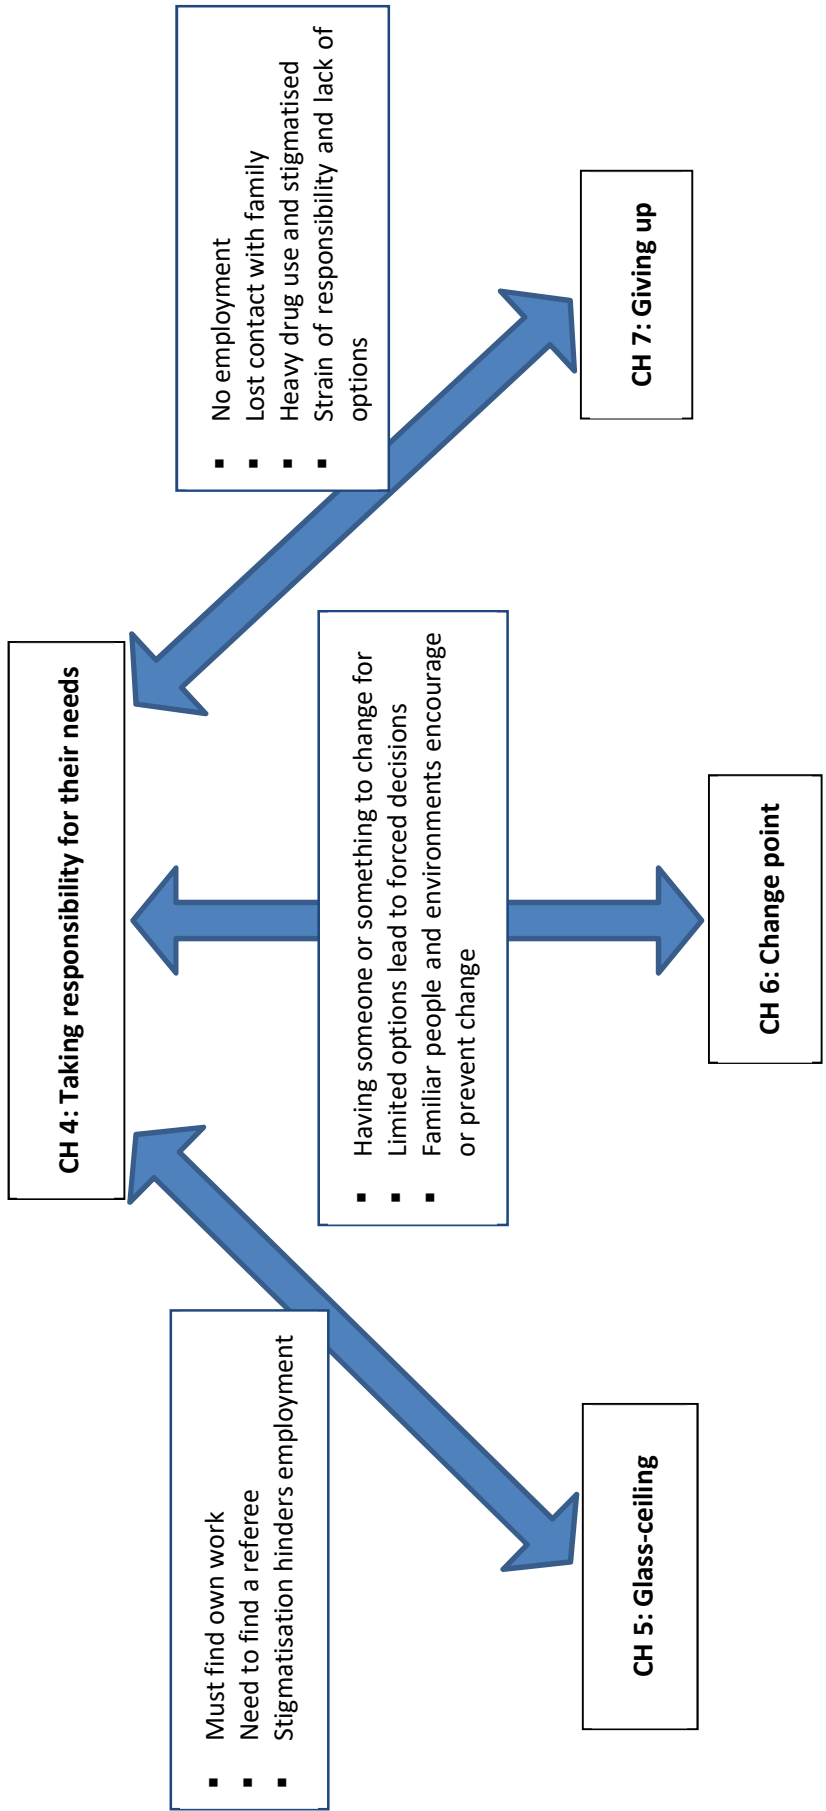 CH 4: Taking responsibility for their needs
▪ Must find own work
▪ Need to find a referee
▪ Stigmatisation hinders employment
▪ Having someone or something to change for
▪ Limited options lead to forced decisions
▪ Familiar people and environments encourage
or prevent change
▪ No employment
▪ Lost contact with family
▪ Heavy drug use and stigmatised
▪ Strain of responsibility and lack of
options
CH 5: Glass-ceiling
CH 6: Change point
CH 7: Giving up